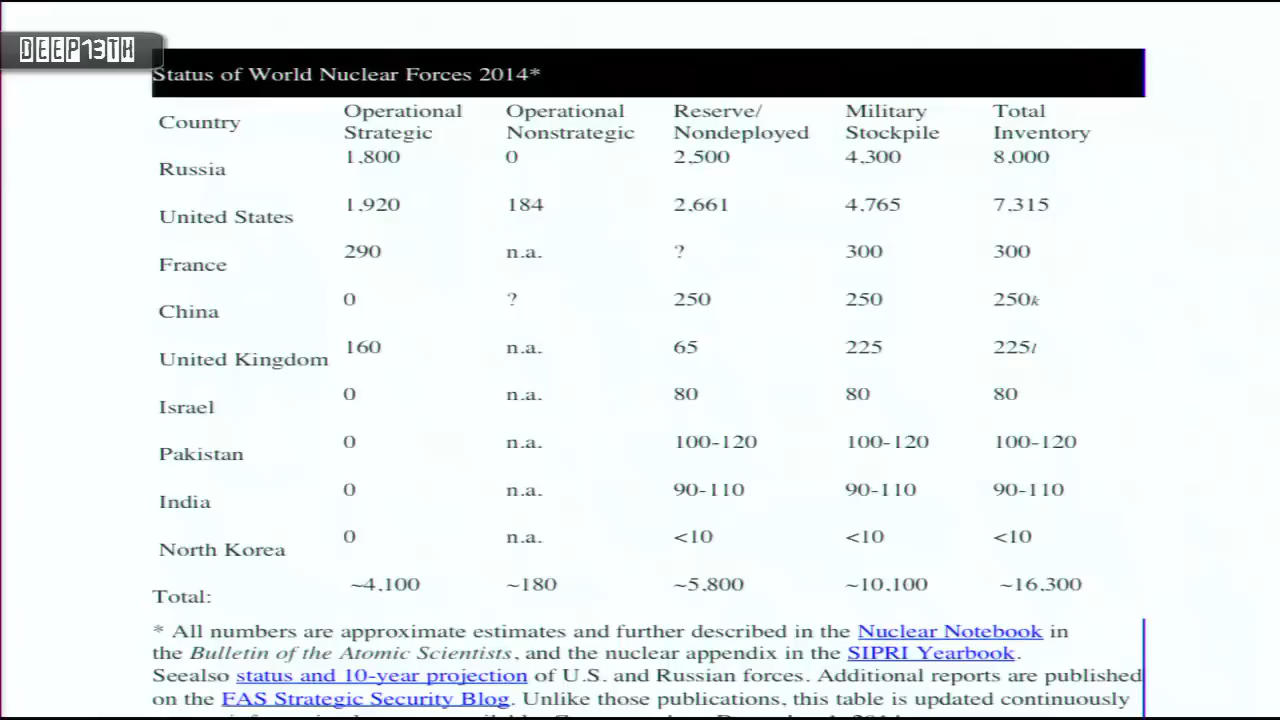 DEEP13TH
Status of World Nuclear Forces 2014*
Country Operational Strategic Operational Nonstrategic Reserve/ Nondeployed Military Stockpile Total Inventory
Russia 1,800 0 2,500 4,300 8,000
United States 1,920 184 2,661 4,765 7,315
France 290 n.a. ? 300 300
China 0 ? 250 250 250k
United Kingdom 160 n.a. 65 225 225l
Israel 0 n.a. 80 80 80
Pakistan 0 n.a. 100-120 100-120 100-120
India 0 n.a. 90-110 90-110 90-110
North Korea 0 n.a. <10 <10 <10
Total: ~4,100 ~180 ~5,800 ~10,100 ~16,300
* All numbers are approximate estimates and further described in the Nuclear Notebook in
the Bulletin of the Atomic Scientists, and the nuclear appendix in the SIPRI Yearbook.
Seealso status and 10-year projection of U.S. and Russian forces. Additional reports are published
on the FAS Strategic Security Blog. Unlike those publications, this table is updated continuously